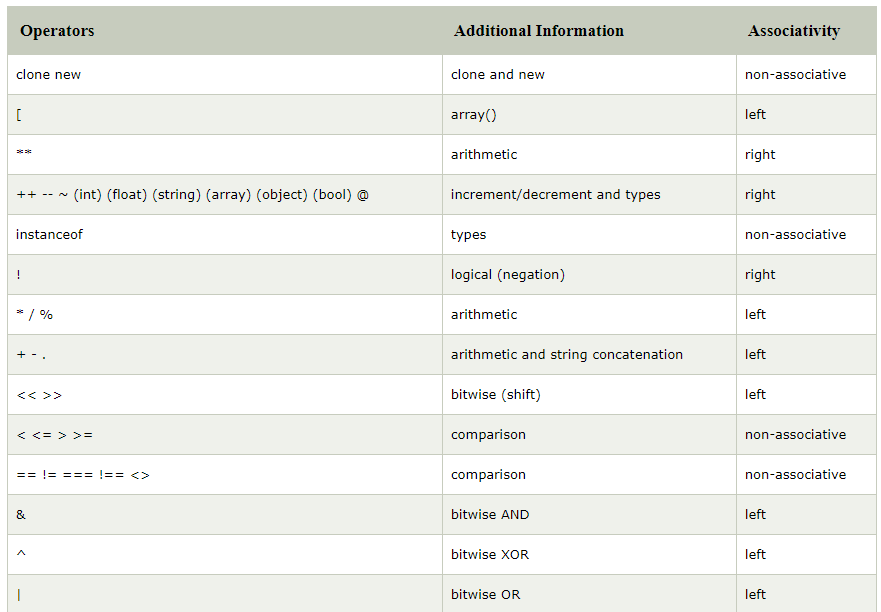 Operators Additional Information Associativity
clone new clone and new non-associative
[ array() left
** arithmetic right
++ -- ~ (int) (float) (string) (array) (object) (bool) @ increment/decrement and types right
instanceof types non-associative
! logical (negation) right
* / % arithmetic left
+ - . arithmetic and string concatenation left
<< >> bitwise (shift) left
< <= > >= comparison non-associative
== != === !== <> comparison non-associative
& bitwise AND left
^ bitwise XOR left
| bitwise OR left